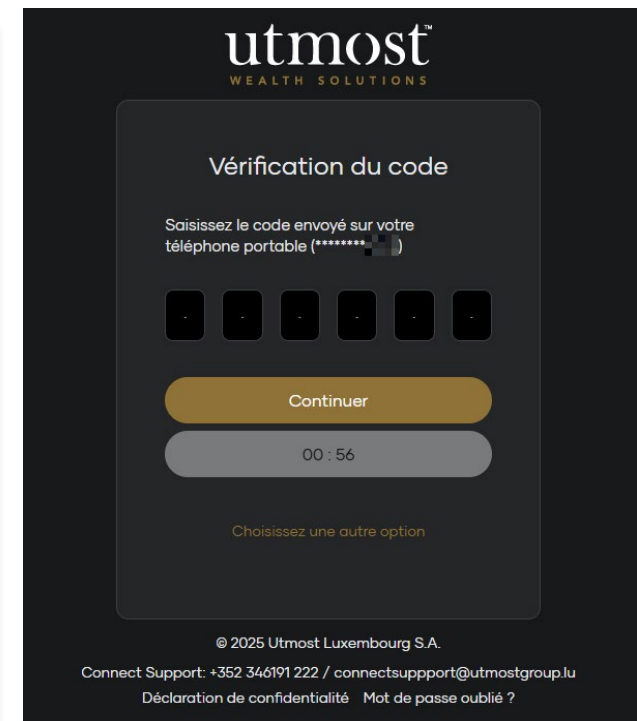 utmost™
WEALTH SOLUTIONS
Vérification du code
Saisissez le code envoyé sur votre
téléphone portable (********)
- - - - - -
Continuer
00 : 56
Choisissez une autre option
© 2025 Utmost Luxembourg S.A.
Connect Support: +352 346191 222 / connectsuppport@utmostgroup.lu
Déclaration de confidentialité Mot de passe oublié ?